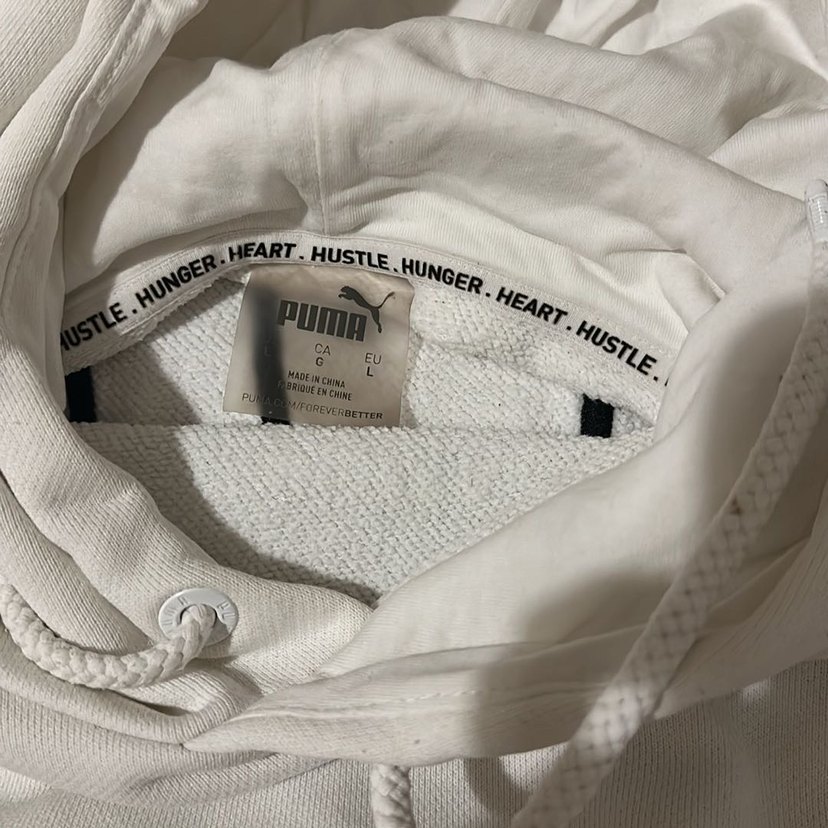 HUSTLE . HUNGER . HEART . HUSTLE . HUNGER . HEART . HUSTLE .
PUMA
CA EU
G L
MADE IN CHINA
FABRIQUÉ EN CHINE
PUMA.COM/FOREVERBETTER